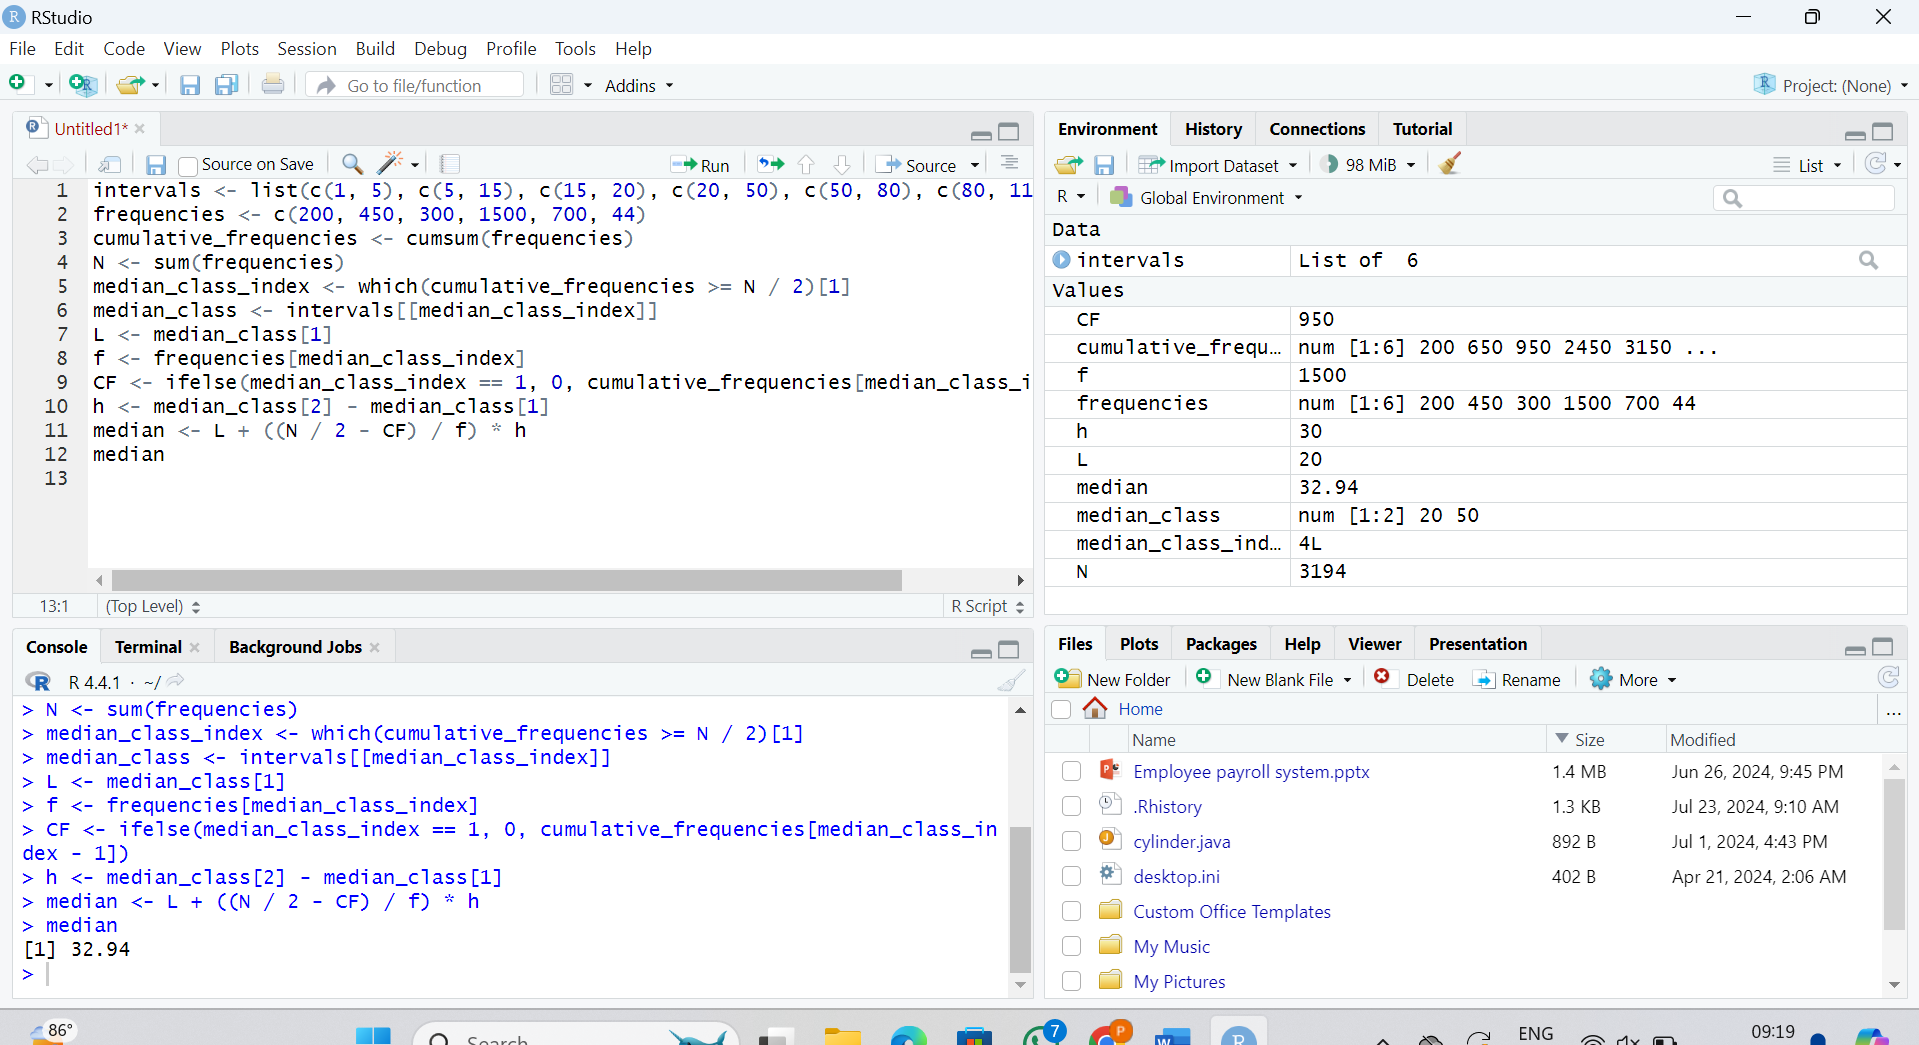 RStudio
File Edit Code View Plots Session Build Debug Profile Tools Help
Go to file/function Addins Project: (None)
Untitled1*
Source on Save Run Source
1 intervals <- list(c(1, 5), c(5, 15), c(15, 20), c(20, 50), c(50, 80), c(80, 11
2 frequencies <- c(200, 450, 300, 1500, 700, 44)
3 cumulative_frequencies <- cumsum(frequencies)
4 N <- sum(frequencies)
5 median_class_index <- which(cumulative_frequencies >= N / 2)[1]
6 median_class <- intervals[[median_class_index]]
7 L <- median_class[1]
8 f <- frequencies[median_class_index]
9 CF <- ifelse(median_class_index == 1, 0, cumulative_frequencies[median_class_i
10 h <- median_class[2] - median_class[1]
11 median <- L + ((N / 2 - CF) / f) * h
12 median
13
13:1 (Top Level) R Script
Console Terminal Background Jobs
R 4.4.1 · ~/
> N <- sum(frequencies)
> median_class_index <- which(cumulative_frequencies >= N / 2)[1]
> median_class <- intervals[[median_class_index]]
> L <- median_class[1]
> f <- frequencies[median_class_index]
> CF <- ifelse(median_class_index == 1, 0, cumulative_frequencies[median_class_in
dex - 1])
> h <- median_class[2] - median_class[1]
> median <- L + ((N / 2 - CF) / f) * h
> median
[1] 32.94
>
Environment History Connections Tutorial
Import Dataset 98 MiB List
R Global Environment
Data
intervals List of 6
Values
CF 950
cumulative_frequ... num [1:6] 200 650 950 2450 3150 ...
f 1500
frequencies num [1:6] 200 450 300 1500 700 44
h 30
L 20
median 32.94
median_class num [1:2] 20 50
median_class_ind... 4L
N 3194
Files Plots Packages Help Viewer Presentation
New Folder New Blank File Delete Rename More
Home ...
Name Size Modified
Employee payroll system.pptx 1.4 MB Jun 26, 2024, 9:45 PM
.Rhistory 1.3 KB Jul 23, 2024, 9:10 AM
cylinder.java 892 B Jul 1, 2024, 4:43 PM
desktop.ini 402 B Apr 21, 2024, 2:06 AM
Custom Office Templates
My Music
My Pictures
86° Search 7 P W R ENG 09:19